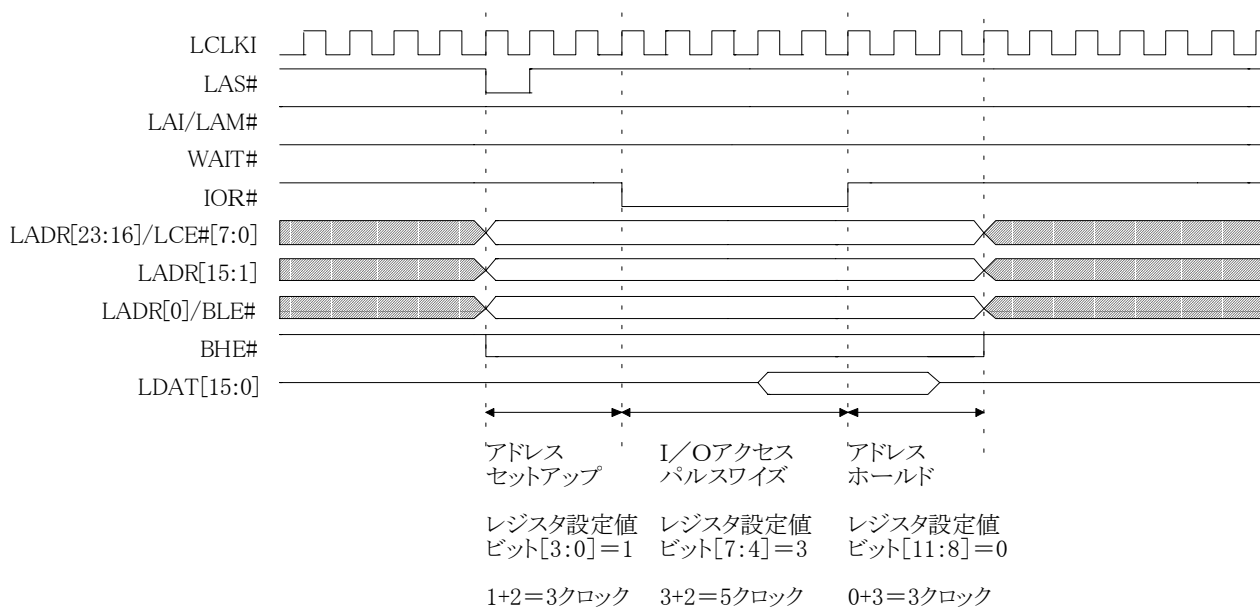 LCLKI
LAS#
LAI/LAM#
WAIT#
IOR#
LADR[23:16]/LCE#[7:0]
LADR[15:1]
LADR[0]/BLE#
BHE#
LDAT[15:0]
アドレス
セットアップ
レジスタ設定値
ビット[3:0]=1
1+2=3クロック
I/Oアクセス
パルスワイズ
レジスタ設定値
ビット[7:4]=3
3+2=5クロック
アドレス
ホールド
レジスタ設定値
ビット[11:8]=0
0+3=3クロック